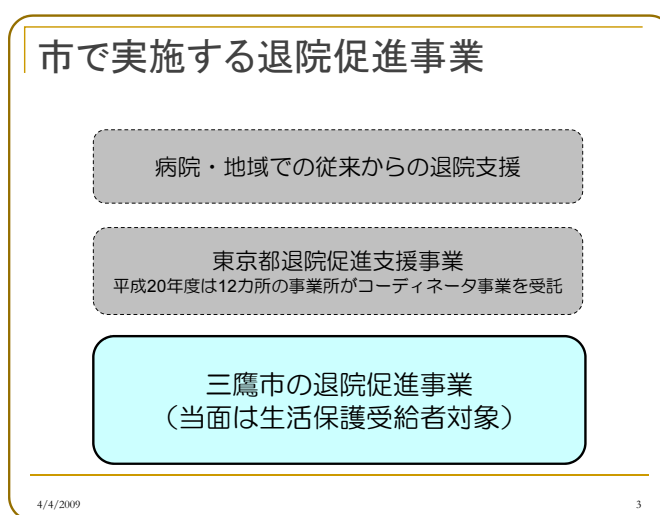 市で実施する退院促進事業
病院・地域での従来からの退院支援
東京都退院促進支援事業
平成20年度は12カ所の事業所がコーディネータ事業を受託
三鷹市の退院促進事業
（当面は生活保護受給者対象）
4/4/2009
3